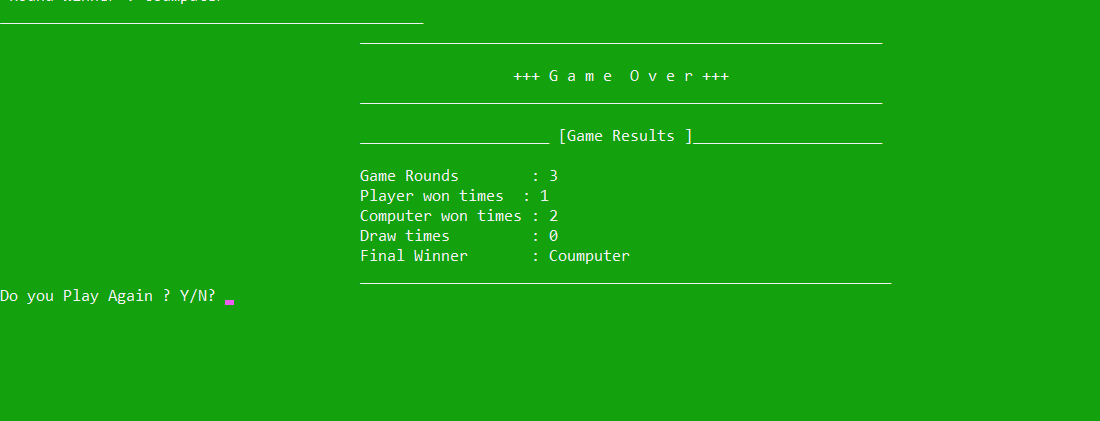 Round winner : Coumputer
+++ G a m e  O v e r +++
[Game Results ]
Game Rounds        : 3
Player won times  : 1
Computer won times : 2
Draw times         : 0
Final Winner       : Coumputer
Do you Play Again ? Y/N?